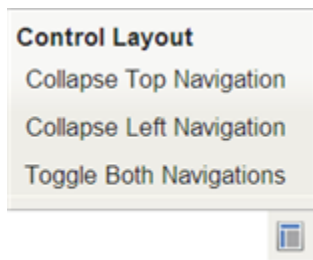 Control Layout
Collapse Top Navigation
Collapse Left Navigation
Toggle Both Navigations